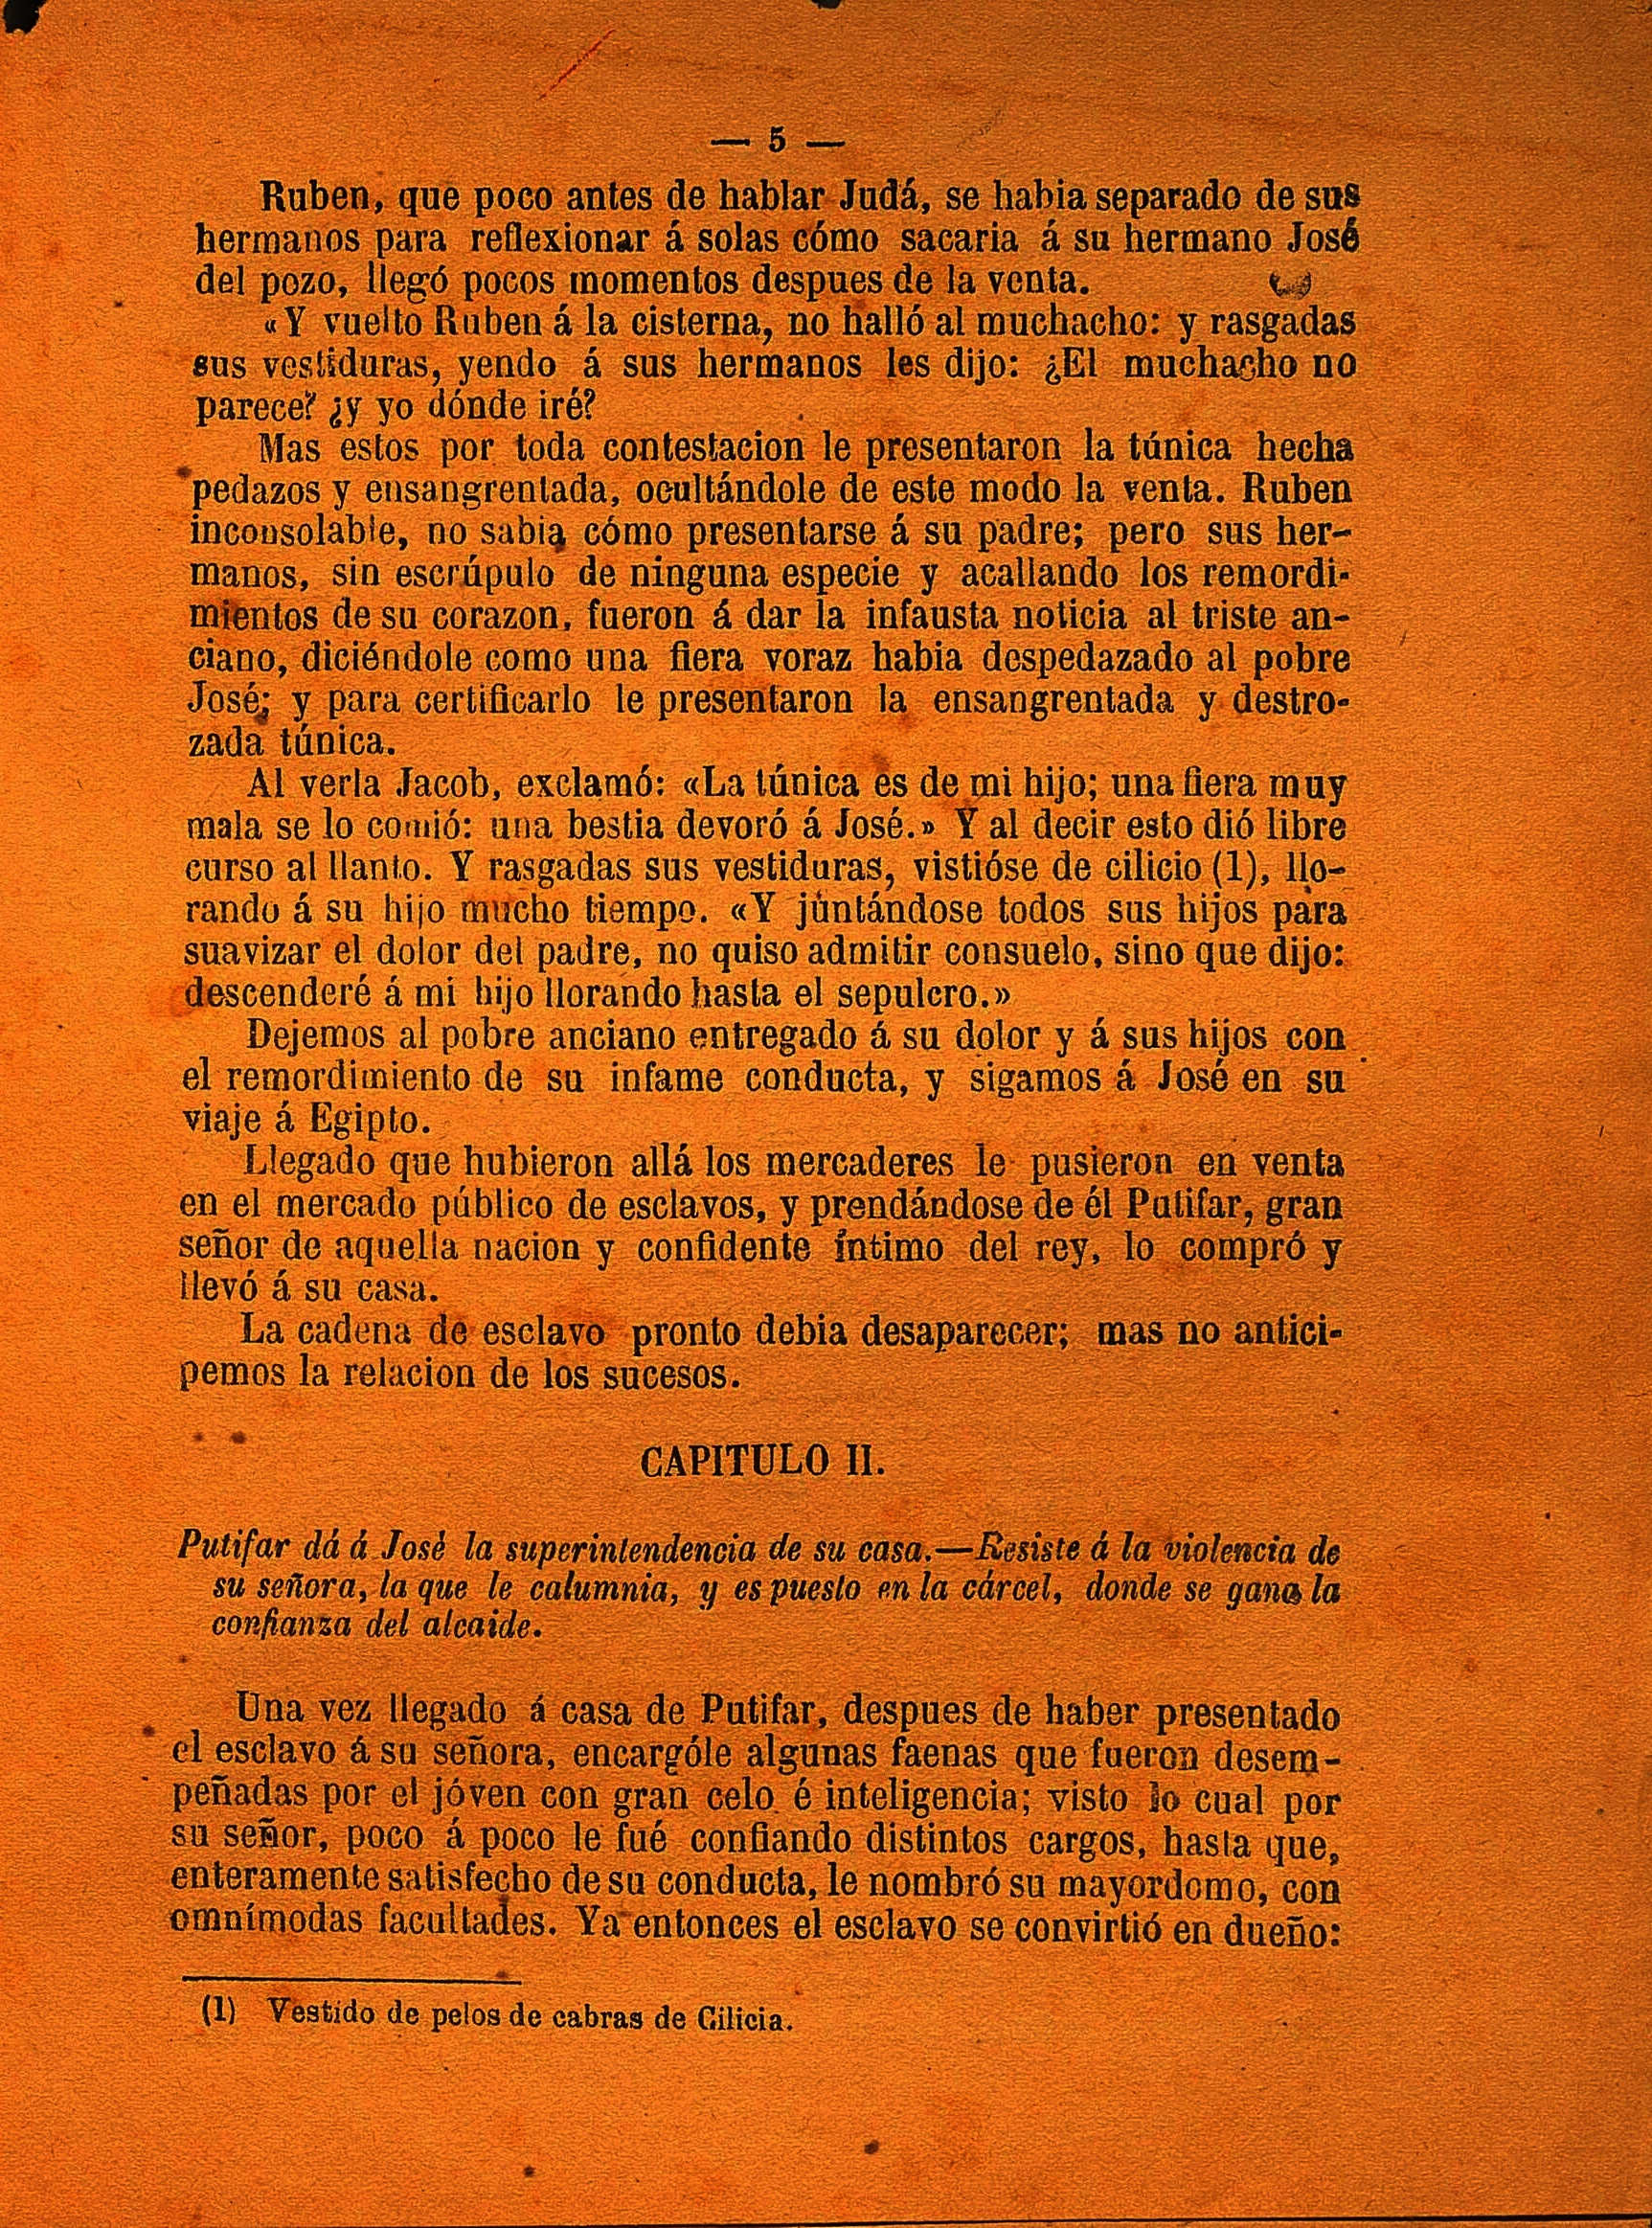 — 5 —
Ruben, que poco antes de hablar Judá, se habia separado de sus
hermanos para reflexionar á solas cómo sacaria á su hermano José
del pozo, llegó pocos momentos despues de la venta.
«Y vuelto Ruben á la cisterna, no halló al muchacho: y rasgadas
sus vestiduras, yendo á sus hermanos les dijo: ¿El muchacho no
parece? ¿y yo dónde iré?
Mas estos por toda contestacion le presentaron la túnica hecha
pedazos y ensangrentada, ocultándole de este modo la venta. Ruben
inconsolable, no sabia cómo presentarse á su padre; pero sus her-
manos, sin escrúpulo de ninguna especie y acallando los remordi-
mientos de su corazon, fueron á dar la infausta noticia al triste an-
ciano, diciéndole como una fiera voraz habia despedazado al pobre
José; y para certificarlo le presentaron la ensangrentada y destro-
zada túnica.
Al verla Jacob, exclamó: «La túnica es de mi hijo; una fiera muy
mala se lo comió: una bestia devoró á José.» Y al decir esto dió libre
curso al llanto. Y rasgadas sus vestiduras, vistióse de cilicio (1), llo-
rando á su hijo mucho tiempo. «Y júntándose todos sus hijos para
suavizar el dolor del padre, no quiso admitir consuelo, sino que dijo:
descenderé á mi hijo llorando hasta el sepulcro.»
Dejemos al pobre anciano entregado á su dolor y á sus hijos con
el remordimiento de su infame conducta, y sigamos á José en su
viaje á Egipto.
Llegado que hubieron allá los mercaderes le pusieron en venta
en el mercado público de esclavos, y prendándose de él Putifar, gran
señor de aquella nacion y confidente íntimo del rey, lo compró y
llevó á su casa.
La cadena de esclavo pronto debia desaparecer; mas no antici-
pemos la relacion de los sucesos.
CAPITULO II.
Putifar dá á José la superintendencia de su casa.—Resiste á la violencia de
su señora, la que le calumnia, y es puesto en la cárcel, donde se gana la
confianza del alcaide.
Una vez llegado á casa de Putifar, despues de haber presentado
el esclavo á su señora, encargóle algunas faenas que fueron desem-
peñadas por el jóven con gran celo é inteligencia; visto lo cual por
su señor, poco á poco le fué confiando distintos cargos, hasta que,
enteramente satisfecho de su conducta, le nombró su mayordomo, con
omnímodas facultades. Ya entonces el esclavo se convirtió en dueño:
(1) Vestido de pelos de cabras de Cilicia.